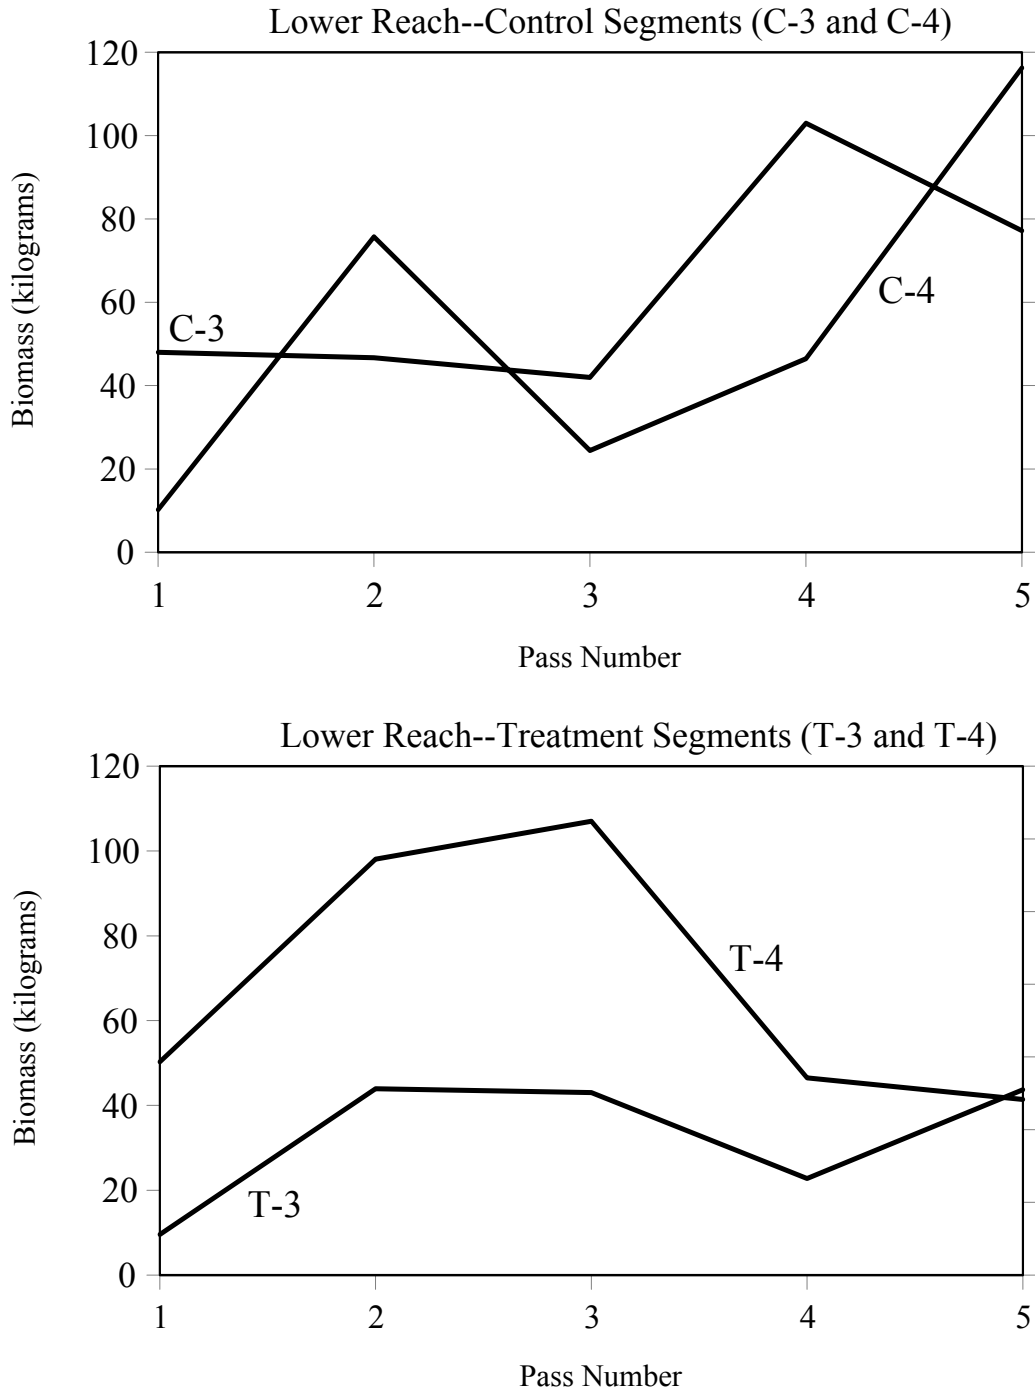 Lower Reach--Control Segments (C-3 and C-4)
120
100
80
60
40
20
0
Biomass (kilograms)
C-3
C-4
1 2 3 4 5
Pass Number
Lower Reach--Treatment Segments (T-3 and T-4)
120
100
80
60
40
20
0
Biomass (kilograms)
T-4
T-3
1 2 3 4 5
Pass Number